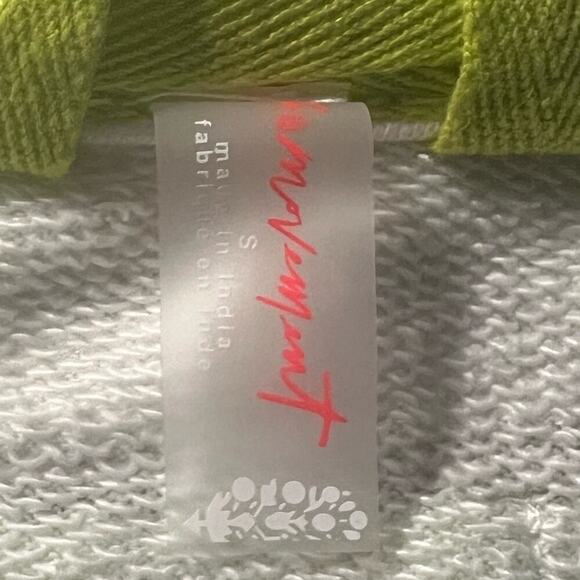 movement
S
made in india
fabriqué en inde